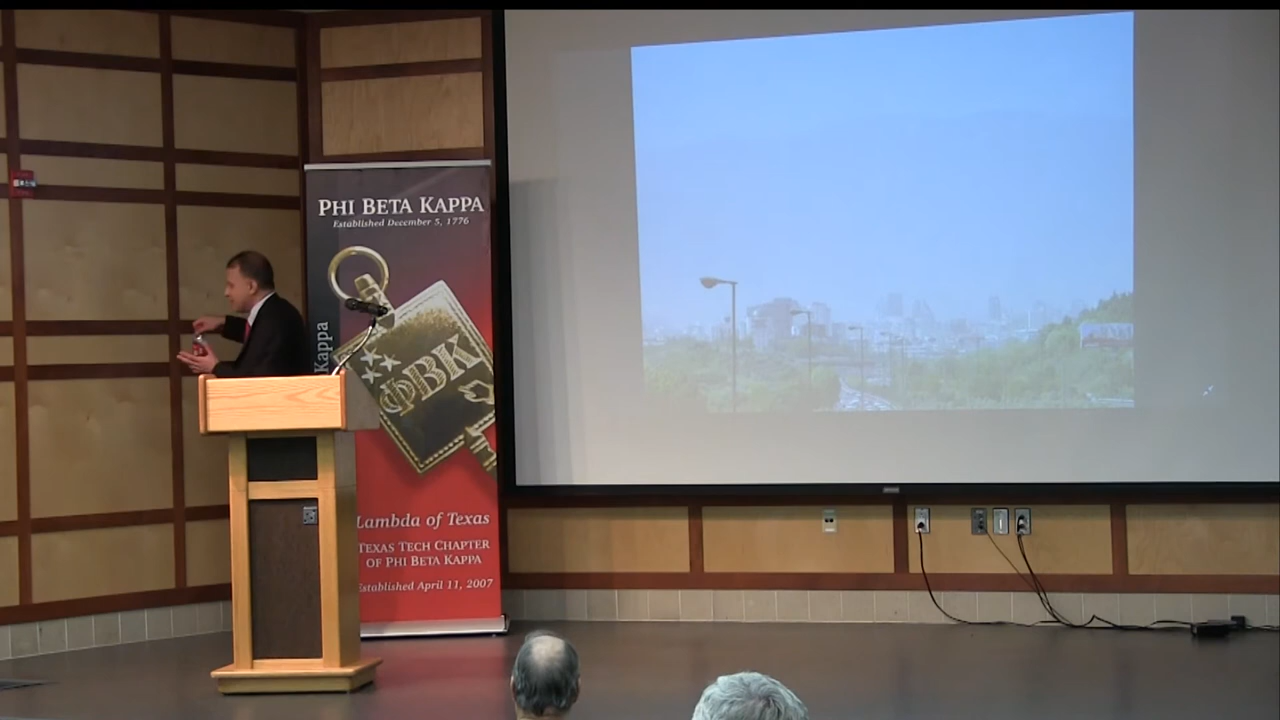 PHI BETA KAPPA
Established December 5, 1776
Kappa
ΦΒΚ
Lambda of Texas
TEXAS TECH CHAPTER
OF PHI BETA KAPPA
Established April 11, 2007